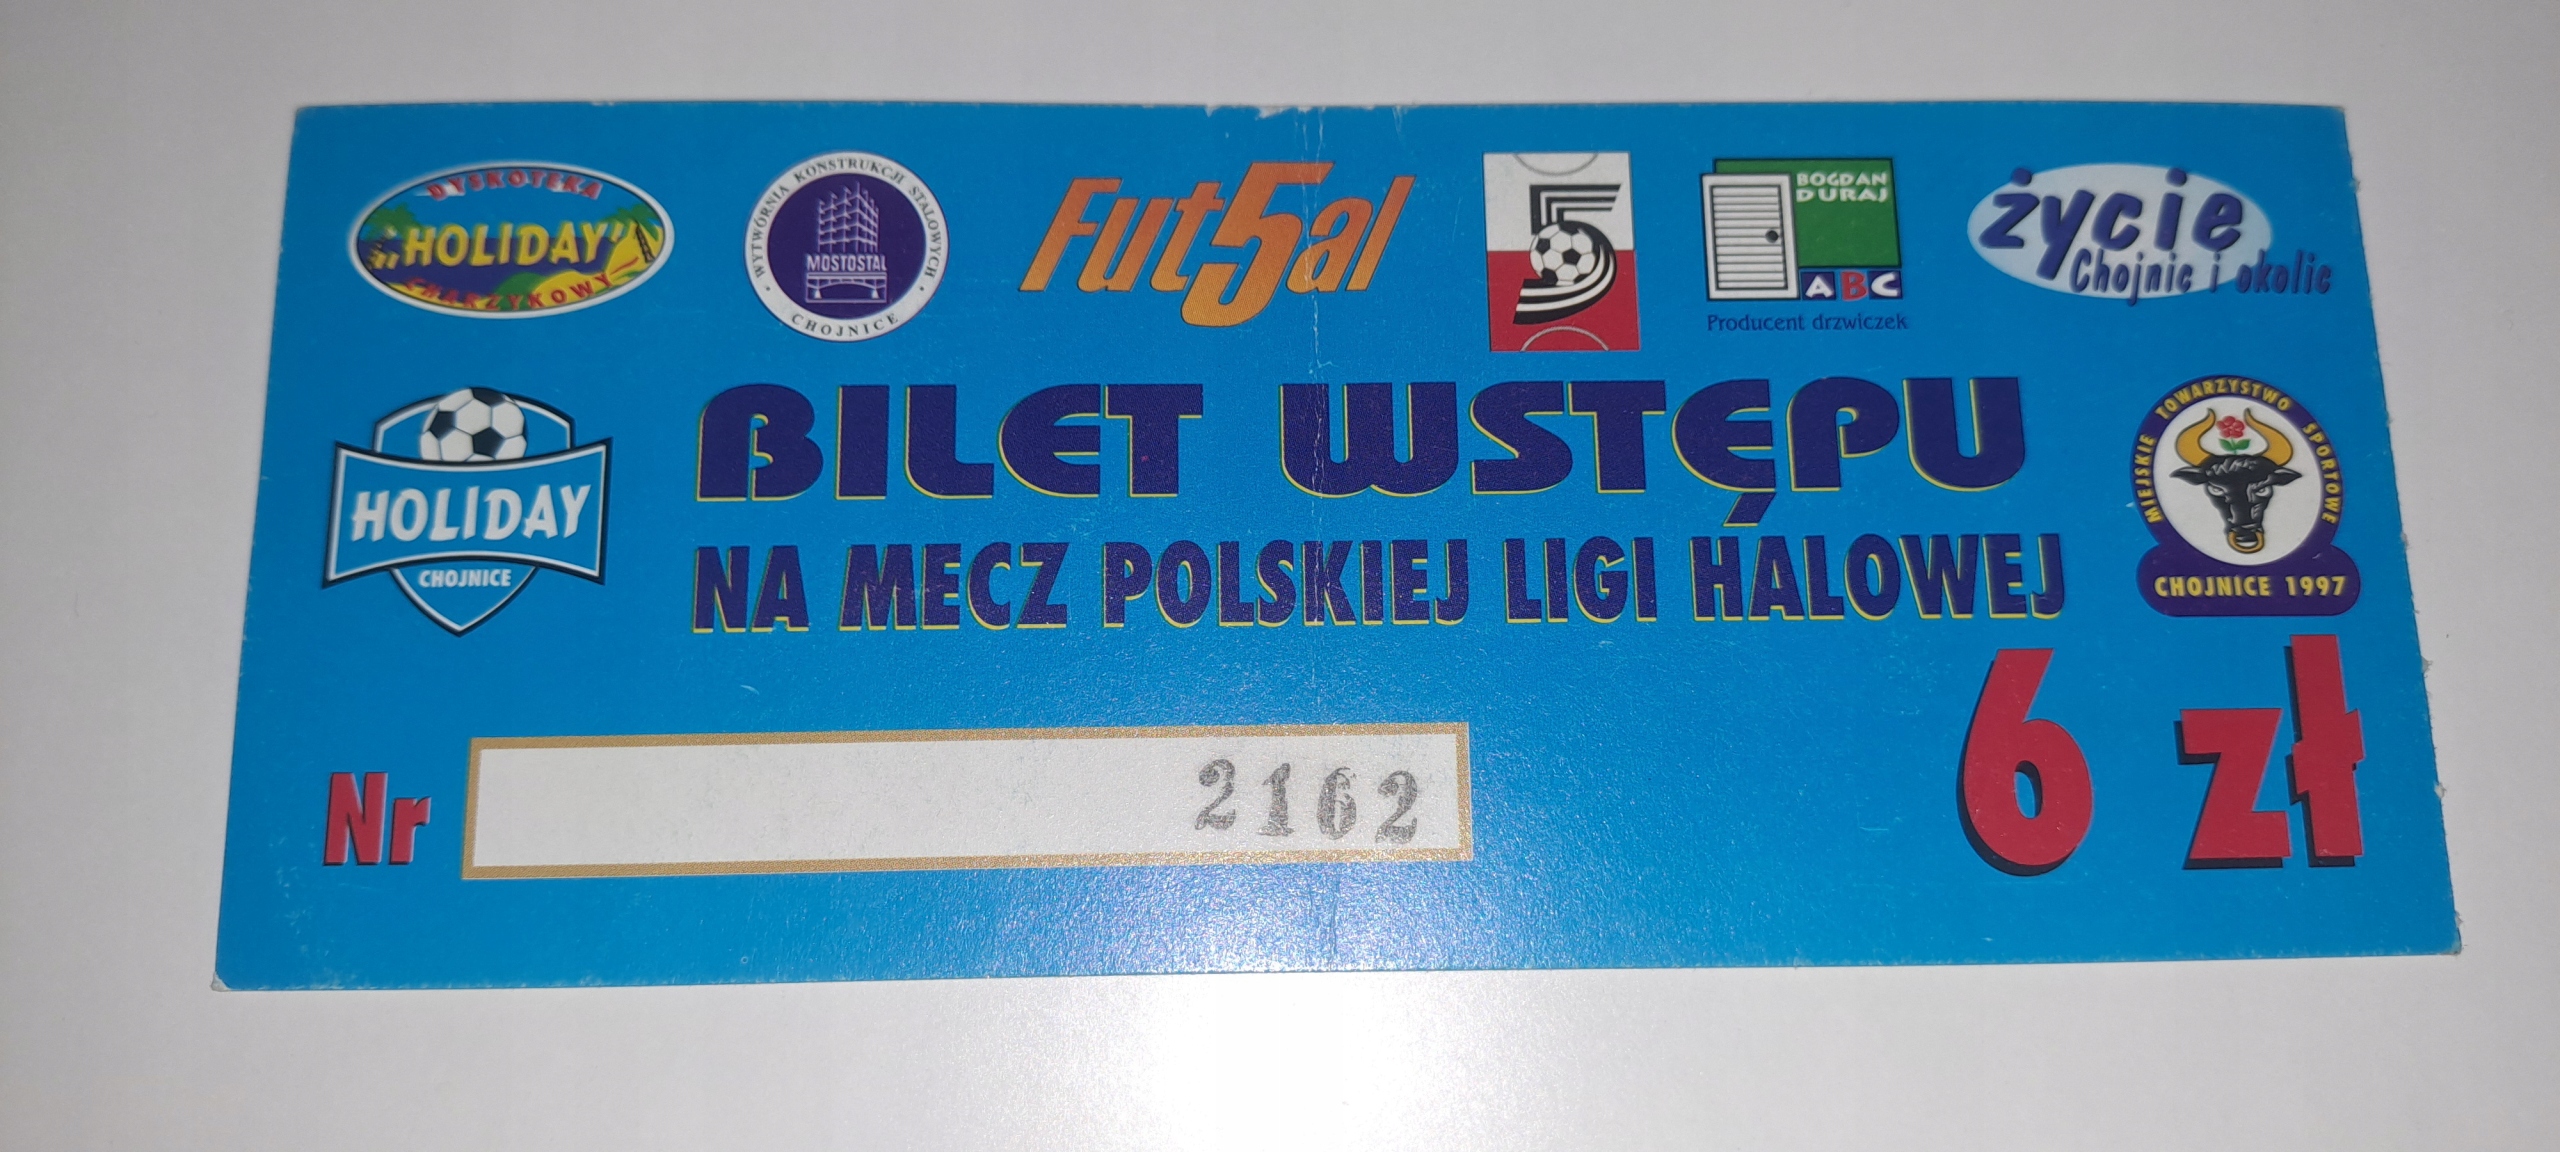 DYSKOTEKA
"HOLIDAY"
CHARZYKOWY
WYTWÓRNIA KONSTRUKCJI STALOWYCH
MOSTOSTAL
CHOJNICE
Fut5al
5
BOGDAN
DURAJ
ABC
Producent drzwiczek
życie
Chojnic i okolic
HOLIDAY
CHOJNICE
BILET WSTĘPU
NA MECZ POLSKIEJ LIGI HALOWEJ
MIEJSKIE TOWARZYSTWO SPORTOWE
CHOJNICE 1997
6 zł
Nr 2162